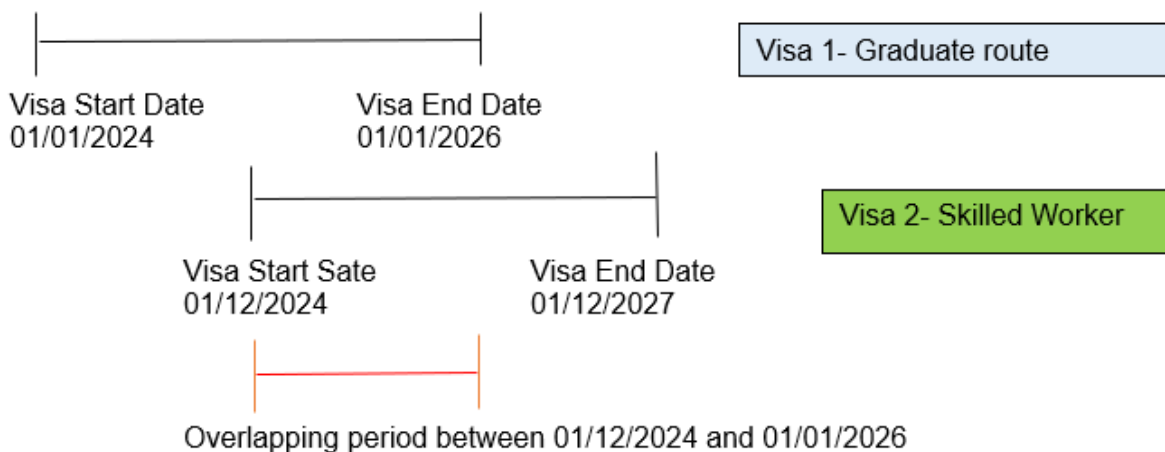 Visa 1- Graduate route
Visa Start Date
01/01/2024
Visa End Date
01/01/2026
Visa 2- Skilled Worker
Visa Start Sate
01/12/2024
Visa End Date
01/12/2027
Overlapping period between 01/12/2024 and 01/01/2026